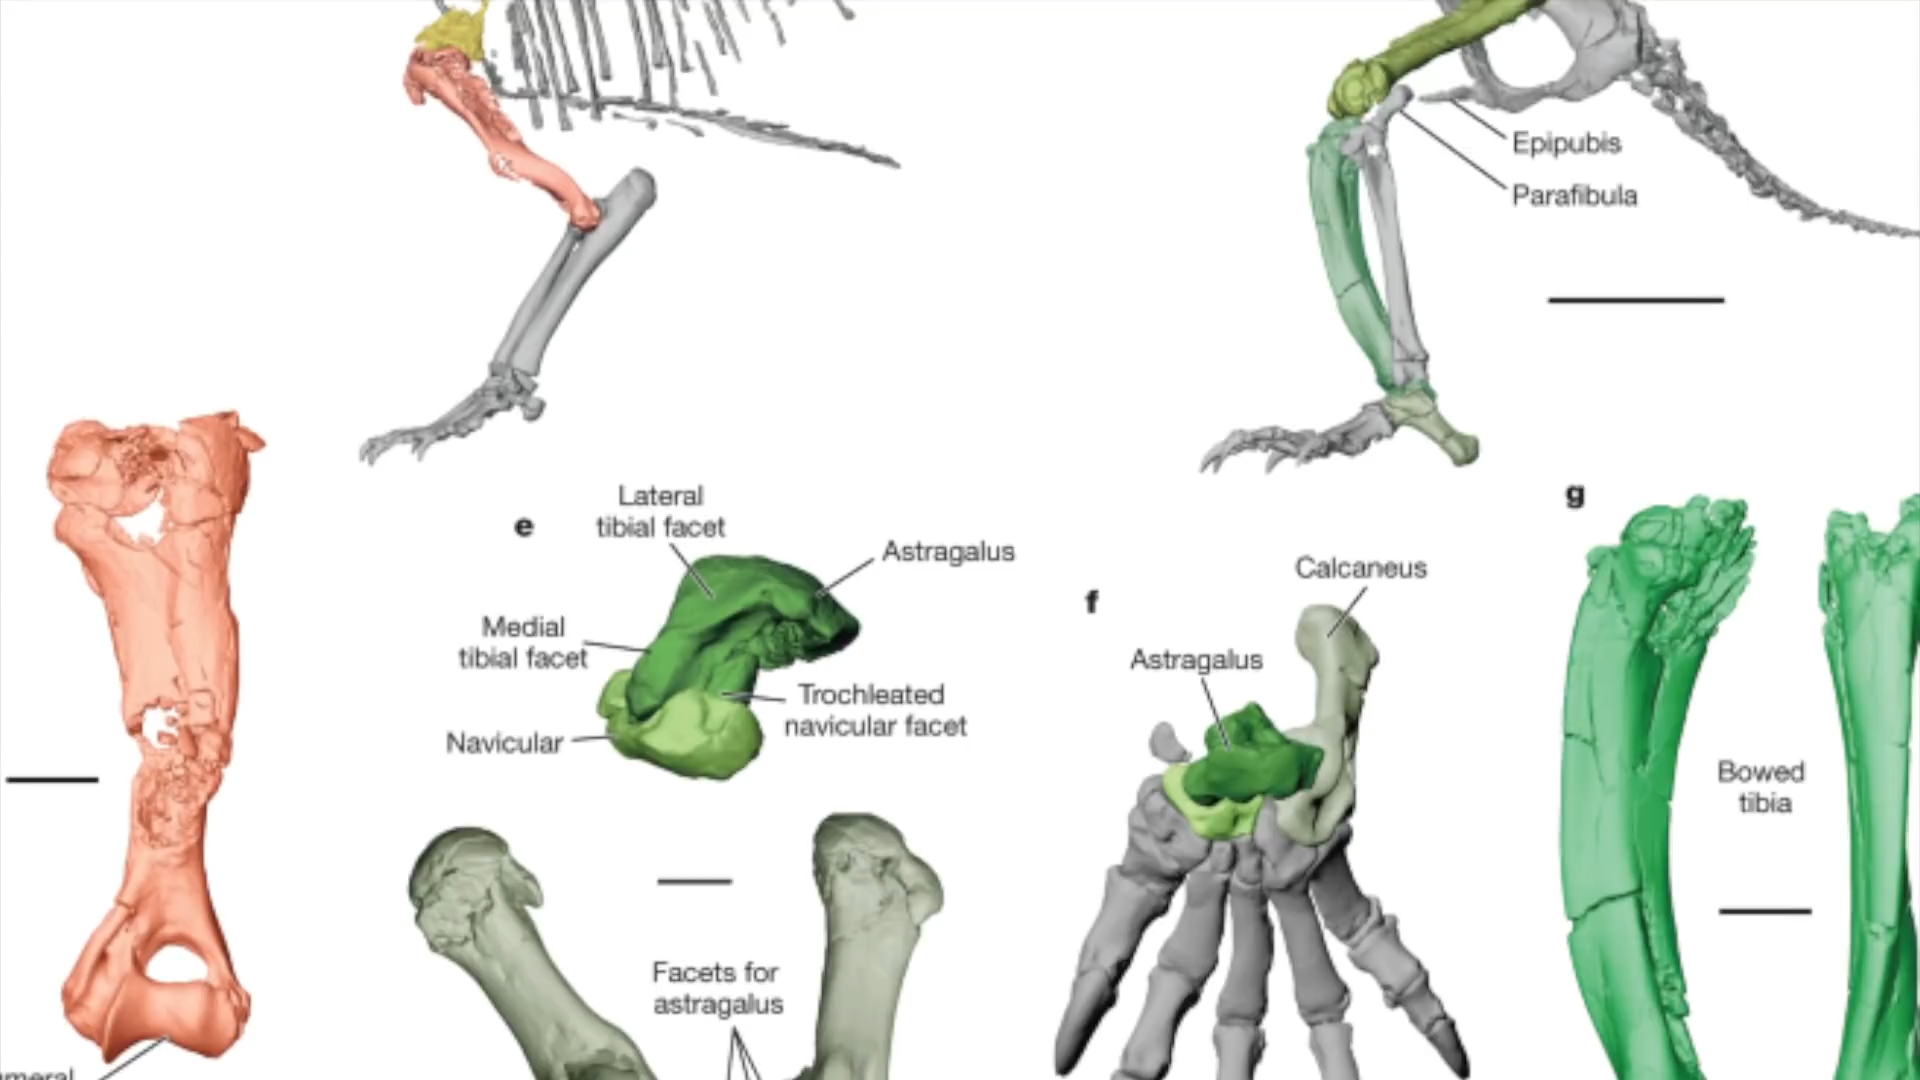 Epipubis
Parafibula
e
Lateral
tibial facet
Astragalus
Medial
tibial facet
Trochleated
navicular facet
Navicular
Facets for
astragalus
f
Calcaneus
Astragalus
g
Bowed
tibia